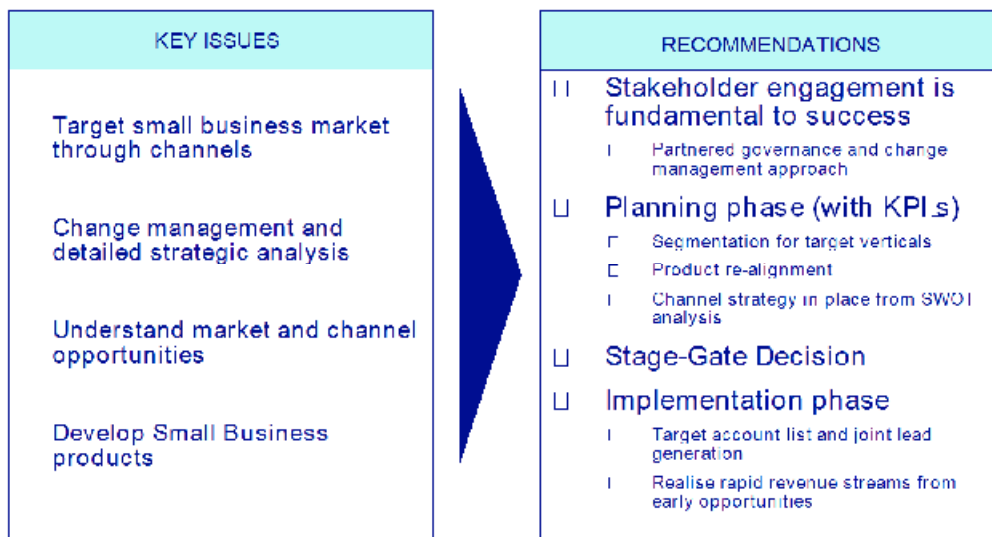 KEY ISSUES
Target small business market
through channels
Change management and
detailed strategic analysis
Understand market and channel
opportunities
Develop Small Business
products
RECOMMENDATIONS
Stakeholder engagement is
fundamental to success
Partnered governance and change
management approach
Planning phase (with KPI s)
Segmentation for target verticals
Product re-alignment
Channel strategy in place from SWOT
analysis
Stage-Gate Decision
Implementation phase
Target account list and joint lead
generation
Realise rapid revenue streams from
early opportunities